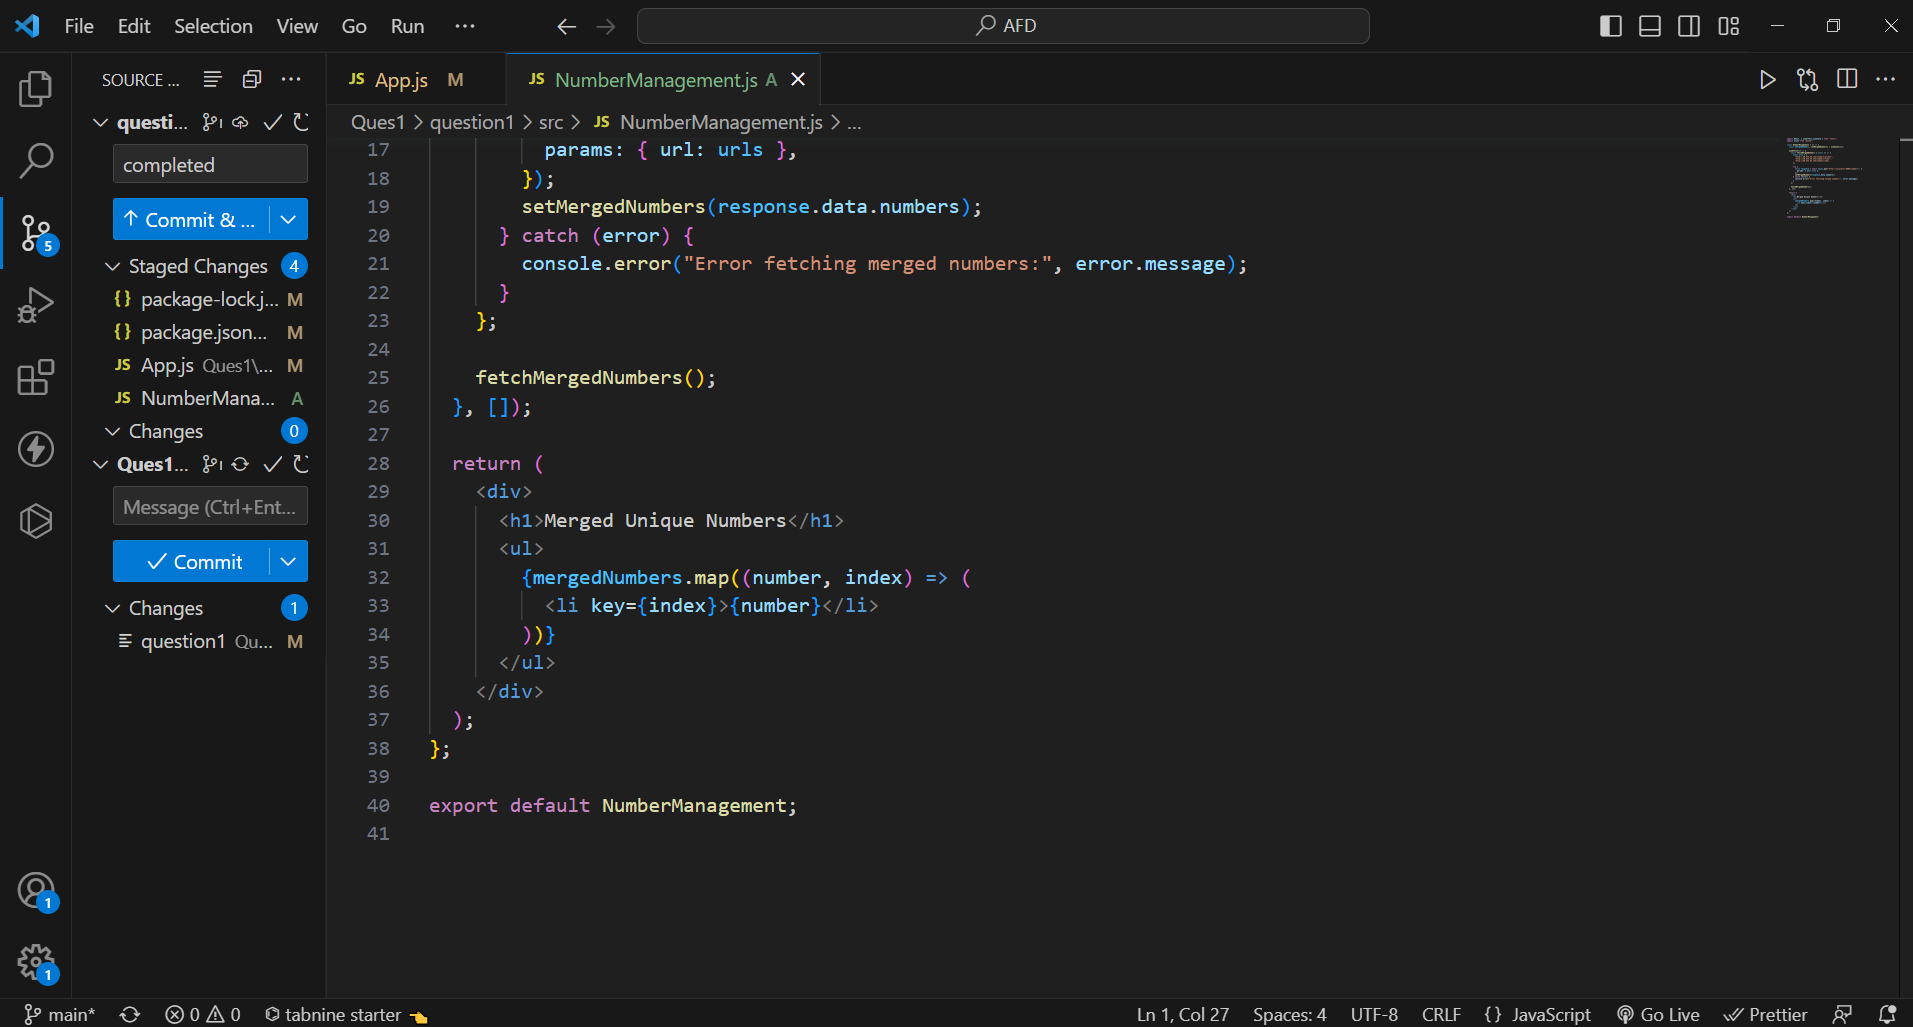 File Edit Selection View Go Run ··· AFD
SOURCE ...
questi...
completed
Commit & ...
Staged Changes 4
package-lock.j... M
package.json... M
App.js Ques1\... M
NumberMana... A
Changes 0
Ques1...
Message (Ctrl+Ent...
Commit
Changes 1
question1 Qu... M
5
1
1
JS App.js M
JS NumberManagement.js A
Ques1 > question1 > src > JS NumberManagement.js > ...
17 params: { url: urls },
18 });
19 setMergedNumbers(response.data.numbers);
20 } catch (error) {
21 console.error("Error fetching merged numbers:", error.message);
22 }
23 };
24
25 fetchMergedNumbers();
26 }, []);
27
28 return (
29 <div>
30 <h1>Merged Unique Numbers</h1>
31 <ul>
32 {mergedNumbers.map((number, index) => (
33 <li key={index}>{number}</li>
34 ))}
35 </ul>
36 </div>
37 );
38 };
39
40 export default NumberManagement;
41
main* 0 0 tabnine starter Ln 1, Col 27 Spaces: 4 UTF-8 CRLF {} JavaScript Go Live Prettier